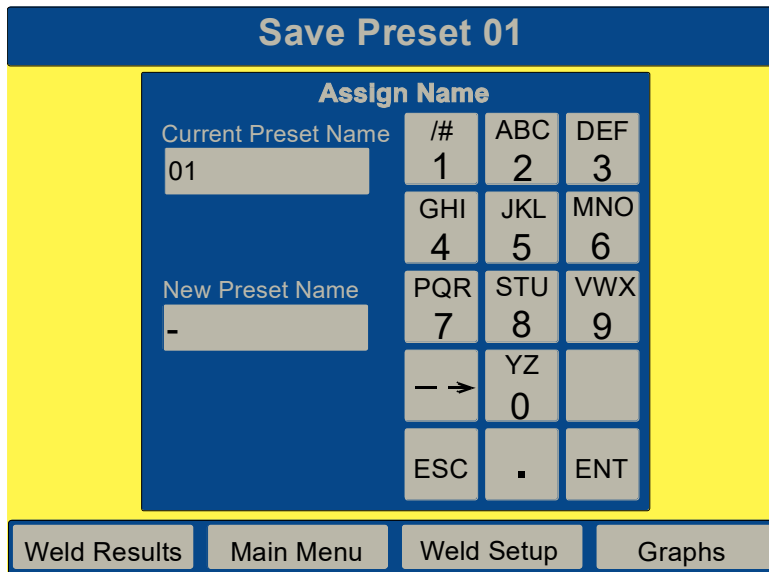 Save Preset 01
Assign Name
Current Preset Name
01
New Preset Name
-
/# ABC DEF
1 2 3
GHI JKL MNO
4 5 6
PQR STU VWX
7 8 9
YZ
0
ESC . ENT
Weld Results Main Menu Weld Setup Graphs